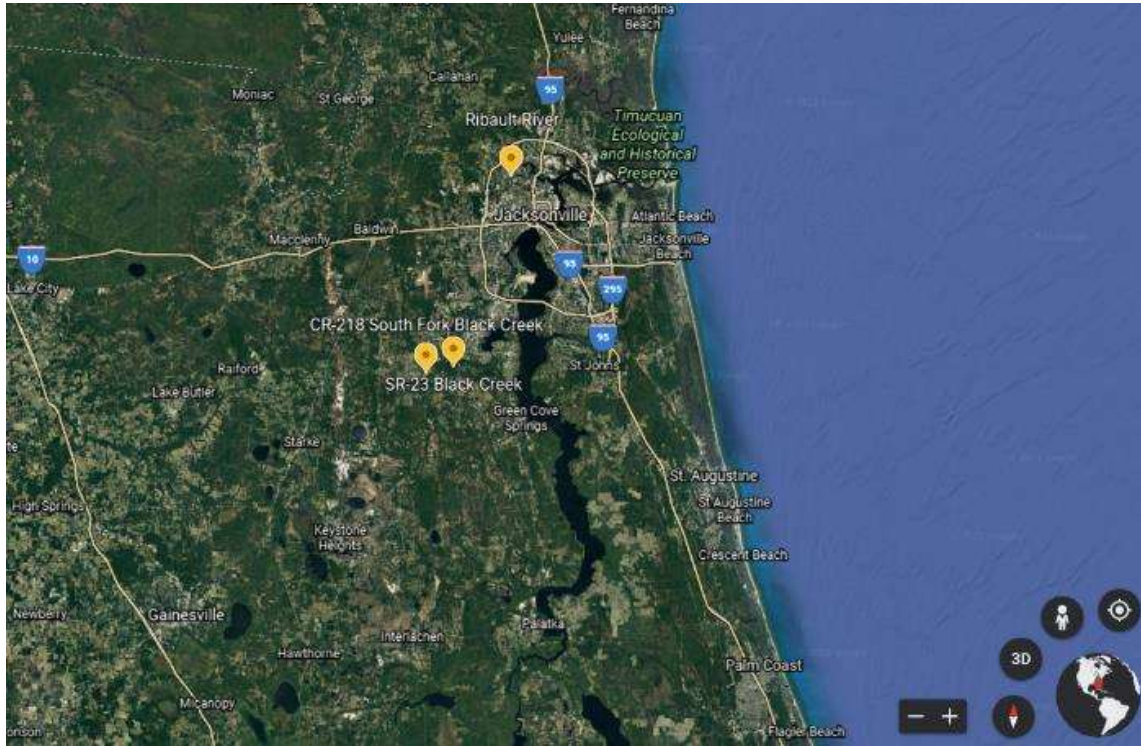 Fernandina
Beach
Yulee
Callahan
95
Moniac
St George
Ribault River
Timucuan
Ecological
and Historical
Preserve
Jacksonville
Atlantic Beach
Baldwin
Macclenny
Jacksonville
Beach
10
95
Lake City
295
CR-218 South Fork Black Creek
95
St Johns
Raiford
SR-23 Black Creek
Lake Butler
Green Cove
Springs
Starke
St. Augustine
High Springs
St Augustine
Beach
Keystone
Heights
Crescent Beach
Newberry
Gainesville
Palatka
Interlachen
Hawthorne
3D
Palm Coast
Micanopy
Flagler Beach